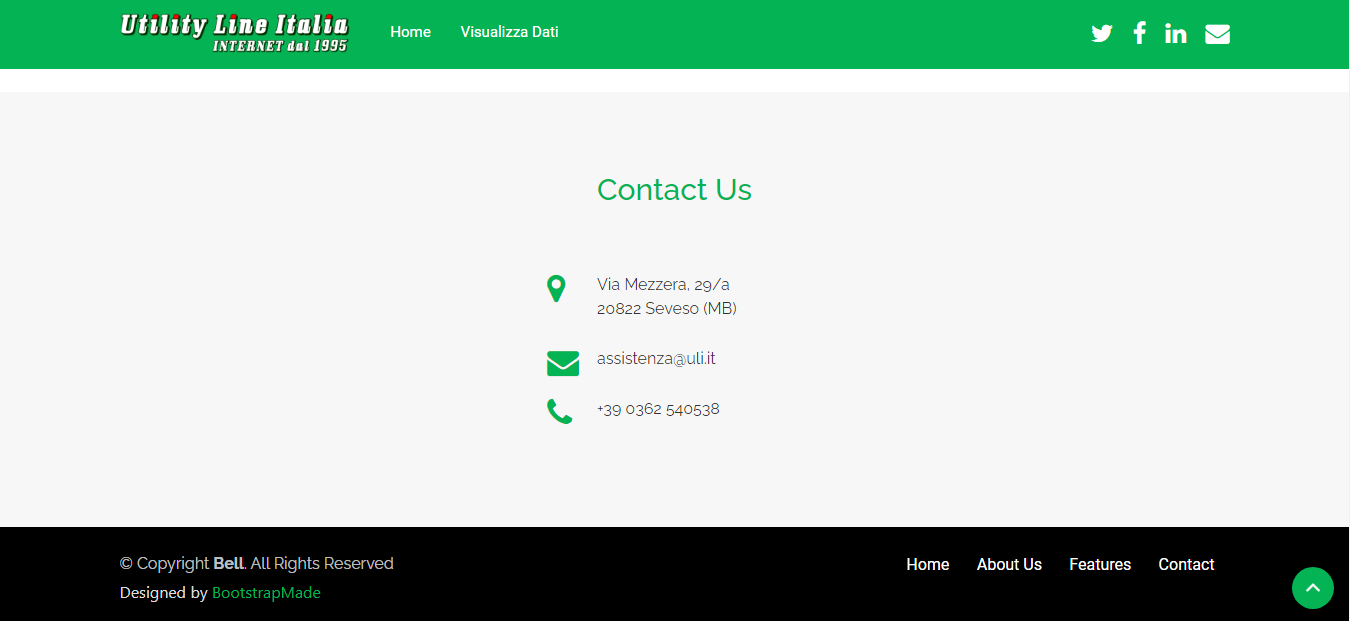 Utility Line Italia
INTERNET dal 1995
Home
Visualizza Dati
Contact Us
Via Mezzera, 29/a
20822 Seveso (MB)
assistenza@uli.it
+39 0362 540538
© Copyright Bell. All Rights Reserved
Designed by BootstrapMade
Home
About Us
Features
Contact